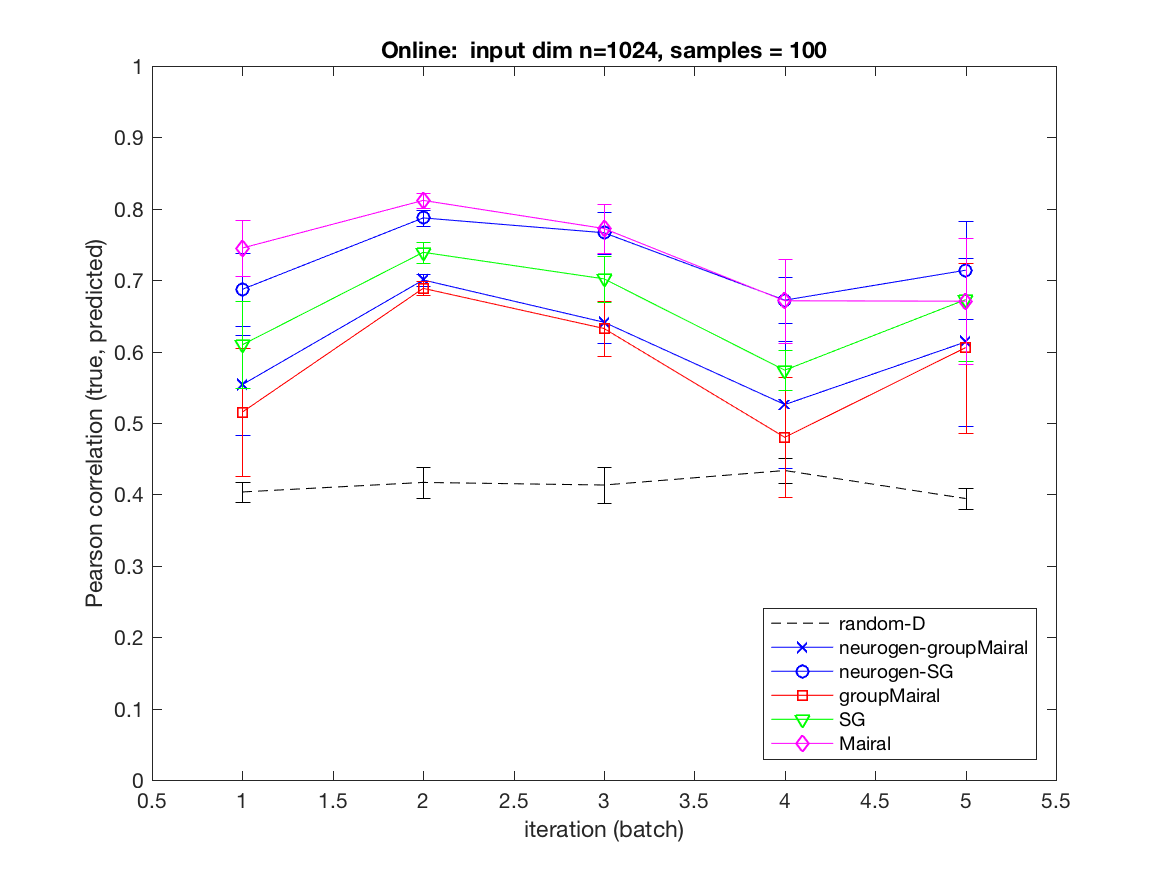 Online:  input dim n=1024, samples = 100
Pearson correlation (true, predicted)
1
0.9
0.8
0.7
0.6
0.5
0.4
0.3
0.2
0.1
0
random-D
neurogen-groupMairal
neurogen-SG
groupMairal
SG
Mairal
0.5 1 1.5 2 2.5 3 3.5 4 4.5 5 5.5
iteration (batch)